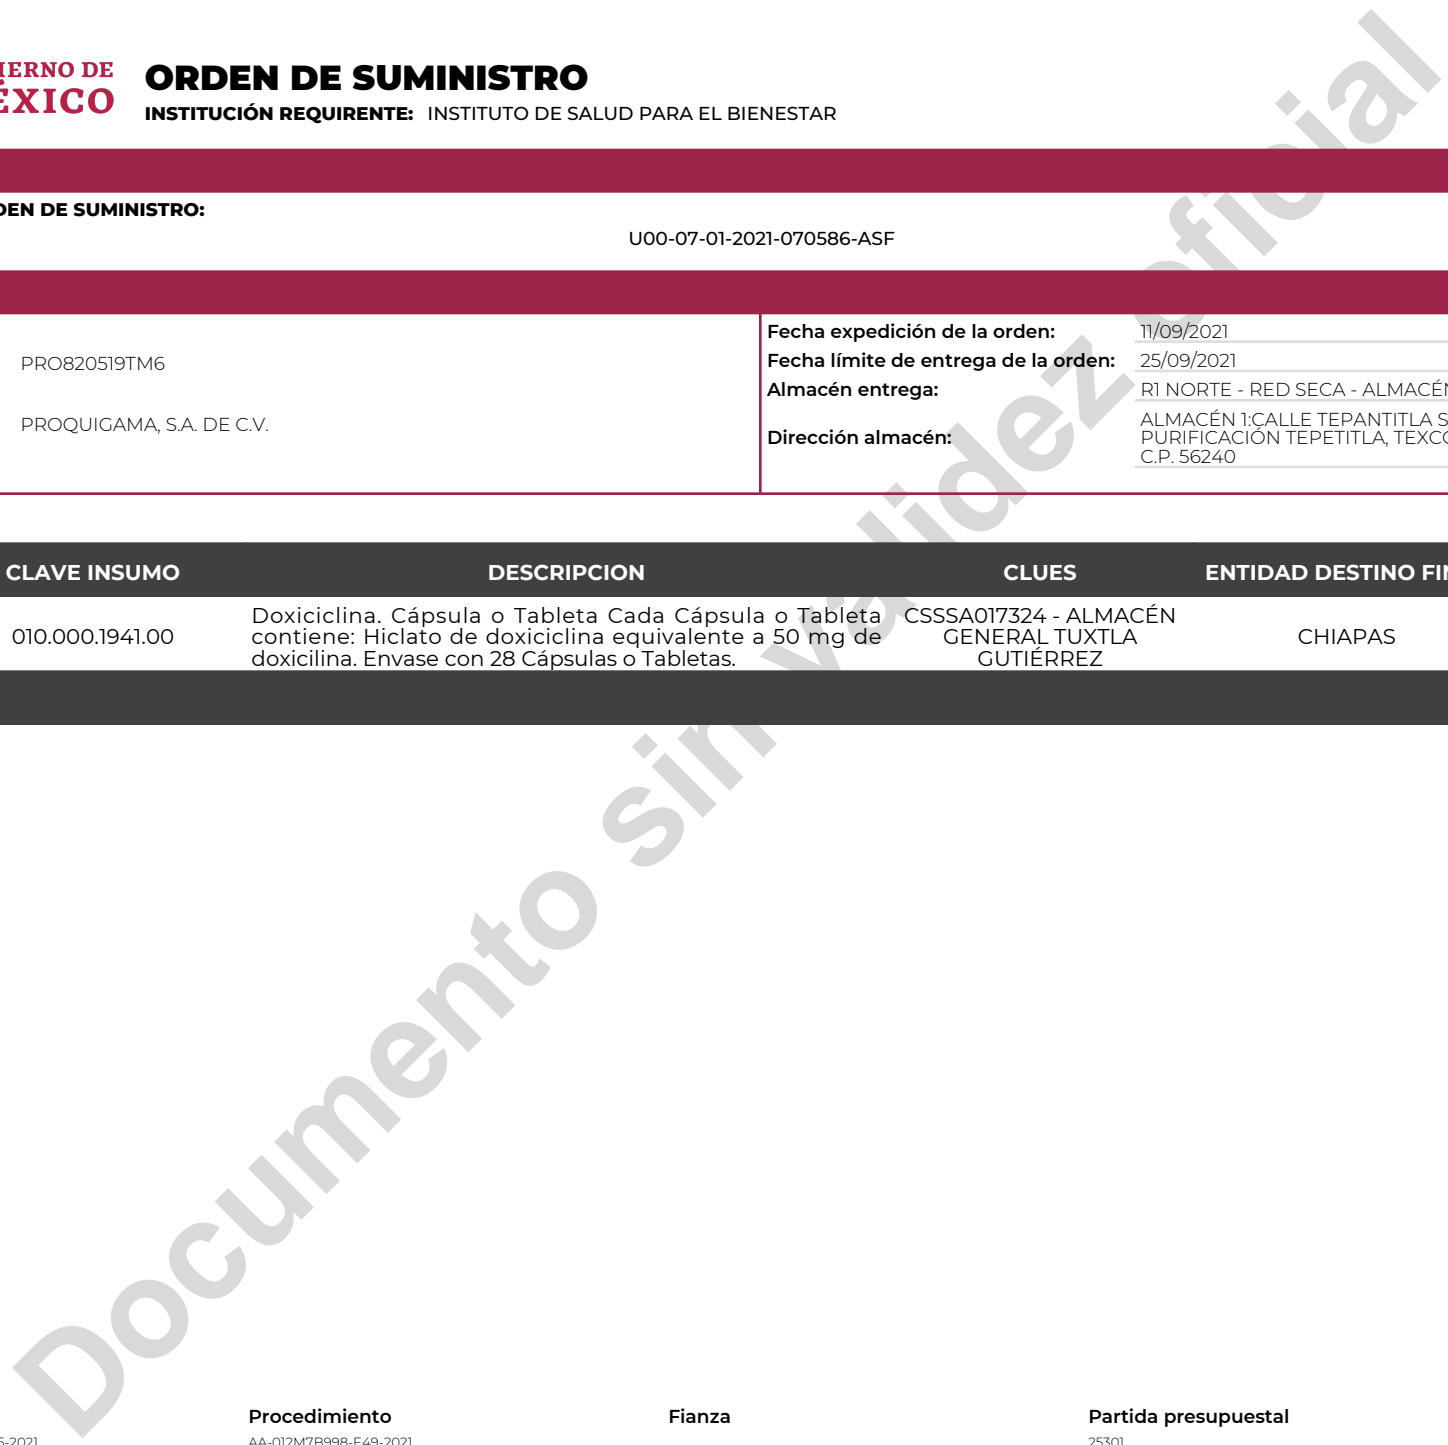 DE
ORDEN DE SUMINISTRO
INSTITUCIÓN REQUIRENTE: INSTITUTO DE SALUD PARA EL BIENESTAR
DE SUMINISTRO:
U00-07-01-2021-070586-ASF
PRO820519TM6
PROQUIGAMA, S.A. DE C.V.
Fecha expedición de la orden: 11/09/2021
Fecha límite de entrega de la orden: 25/09/2021
Almacén entrega: R1 NORTE - RED SECA - ALMACÉN
Dirección almacén: ALMACÉN 1:CALLE TEPANTITLA
PURIFICACIÓN TEPETITLA,
C.P. 56240
CLAVE INSUMO DESCRIPCION CLUES ENTIDAD DESTINO
010.000.1941.00
Doxiciclina. Cápsula o Tableta Cada Cápsula o Tableta
contiene: Hiclato de doxiciclina equivalente a 50 mg de
doxicilina. Envase con 28 Cápsulas o Tabletas.
CSSSA017324 - ALMACÉN
GENERAL TUXTLA
GUTIÉRREZ
CHIAPAS
Documento sin validez oficial
Procedimiento Fianza Partida presupuestal